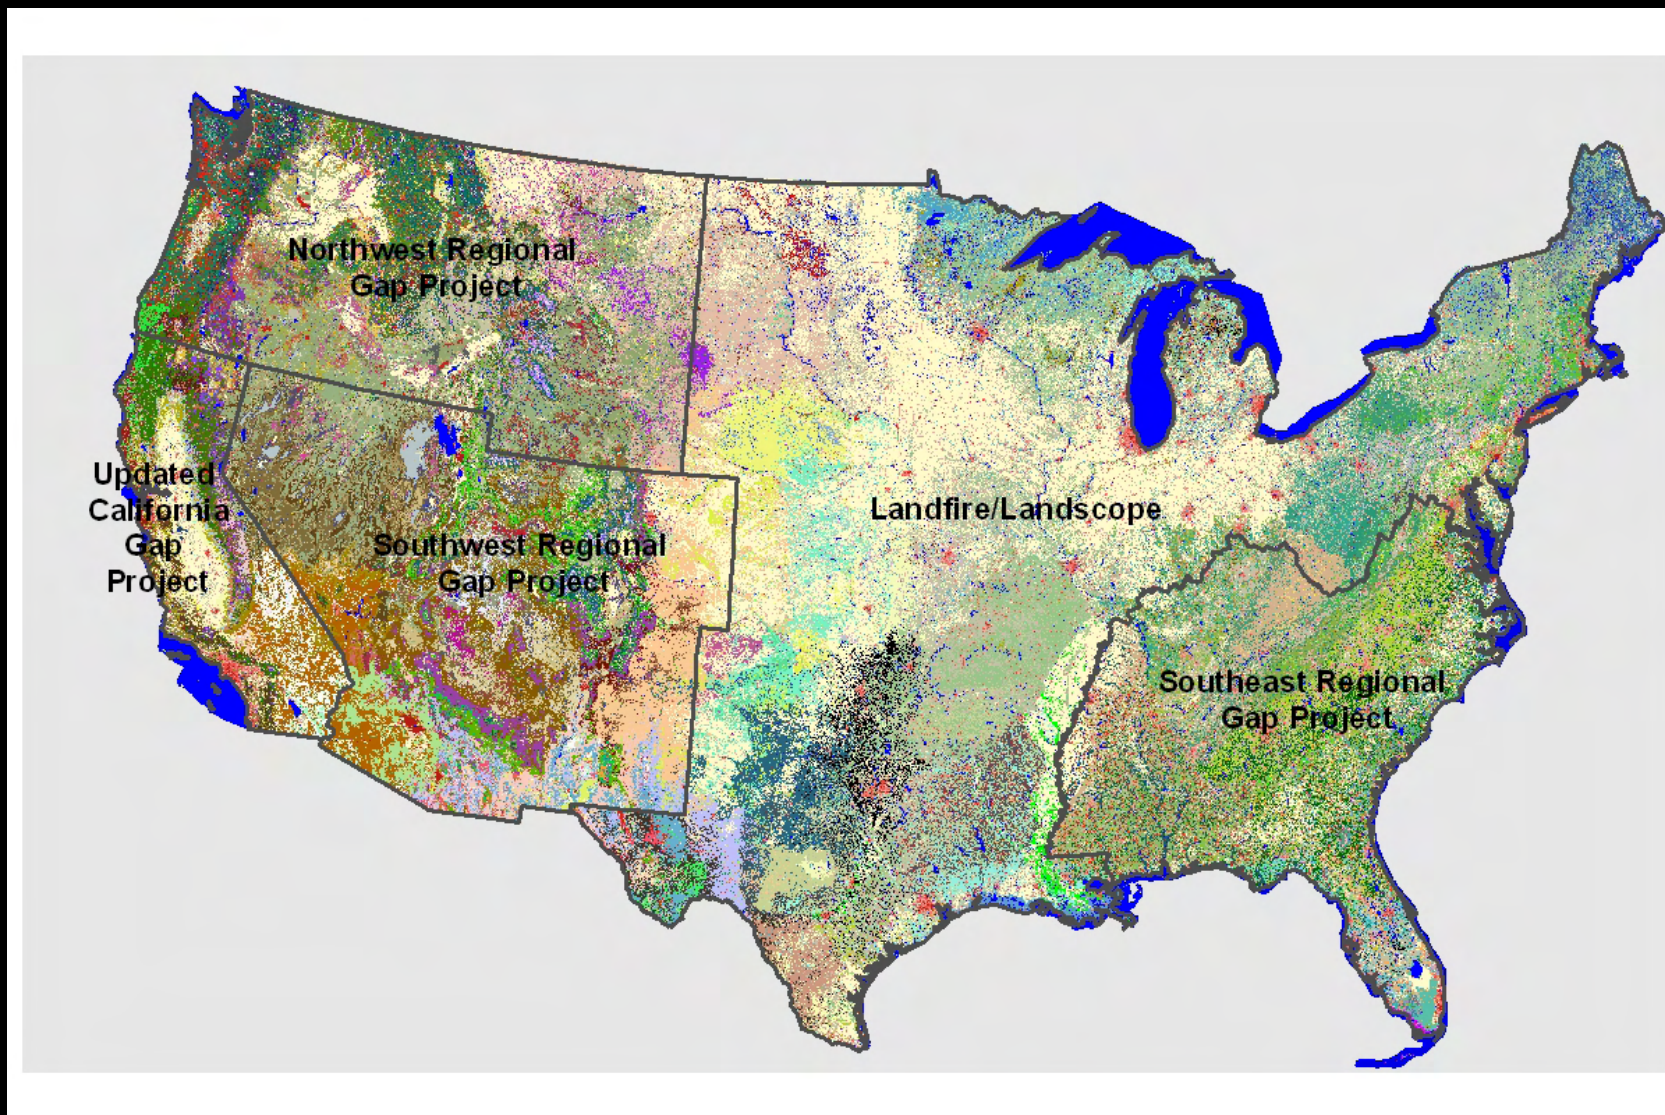 Northwest Regional
Gap Project
Updated
California
Gap
Project
Southwest Regional
Gap Project
Landfire/Landscope
Southeast Regional
Gap Project